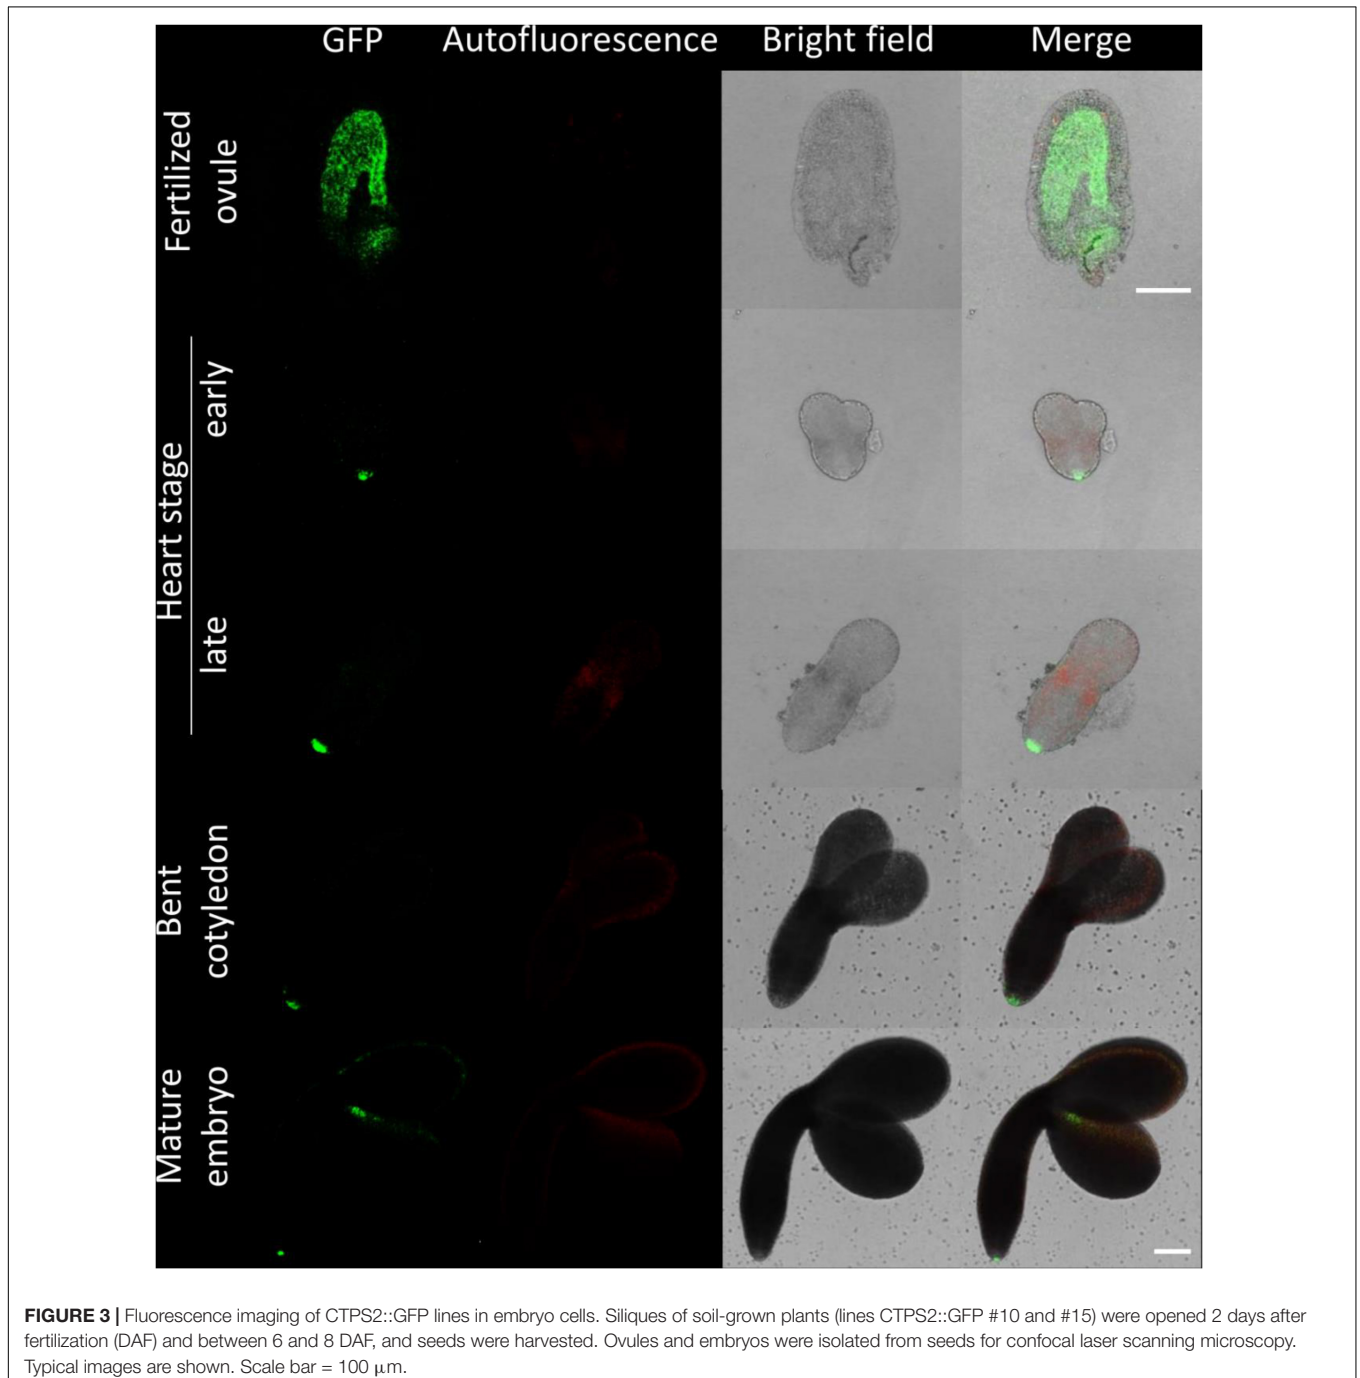 GFP Autofluorescence Bright field Merge
Fertilized
ovule
Heart stage
early
late
Bent
cotyledon
Mature
embryo
FIGURE 3 | Fluorescence imaging of CTPS2::GFP lines in embryo cells. Siliques of soil-grown plants (lines CTPS2::GFP #10 and #15) were opened 2 days after
fertilization (DAF) and between 6 and 8 DAF, and seeds were harvested. Ovules and embryos were isolated from seeds for confocal laser scanning microscopy.
Typical images are shown. Scale bar = 100 μm.